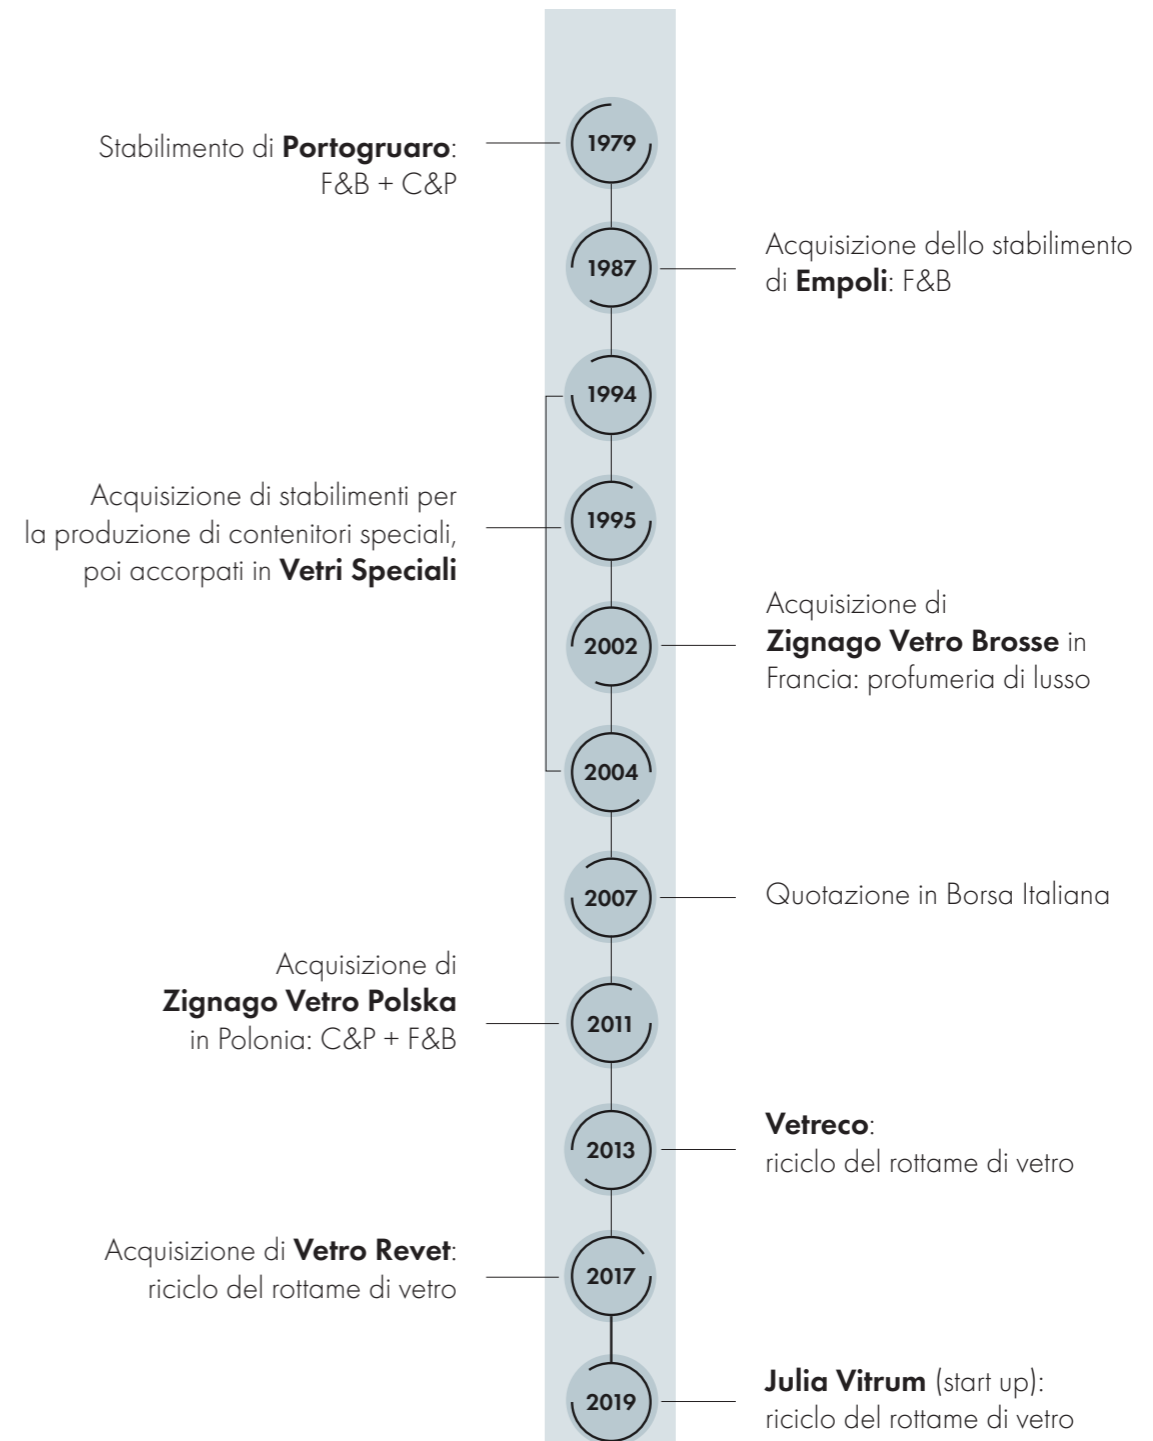 1979
Stabilimento di Portogruaro:
F&B + C&P
1987
Acquisizione dello stabilimento
di Empoli: F&B
1994
1995
Acquisizione di stabilimenti per
la produzione di contenitori speciali,
poi accorpati in Vetri Speciali
2002
Acquisizione di
Zignago Vetro Brosse in
Francia: profumeria di lusso
2004
2007
Quotazione in Borsa Italiana
2011
Acquisizione di
Zignago Vetro Polska
in Polonia: C&P + F&B
2013
Vetreco:
riciclo del rottame di vetro
2017
Acquisizione di Vetro Revet:
riciclo del rottame di vetro
2019
Julia Vitrum (start up):
riciclo del rottame di vetro